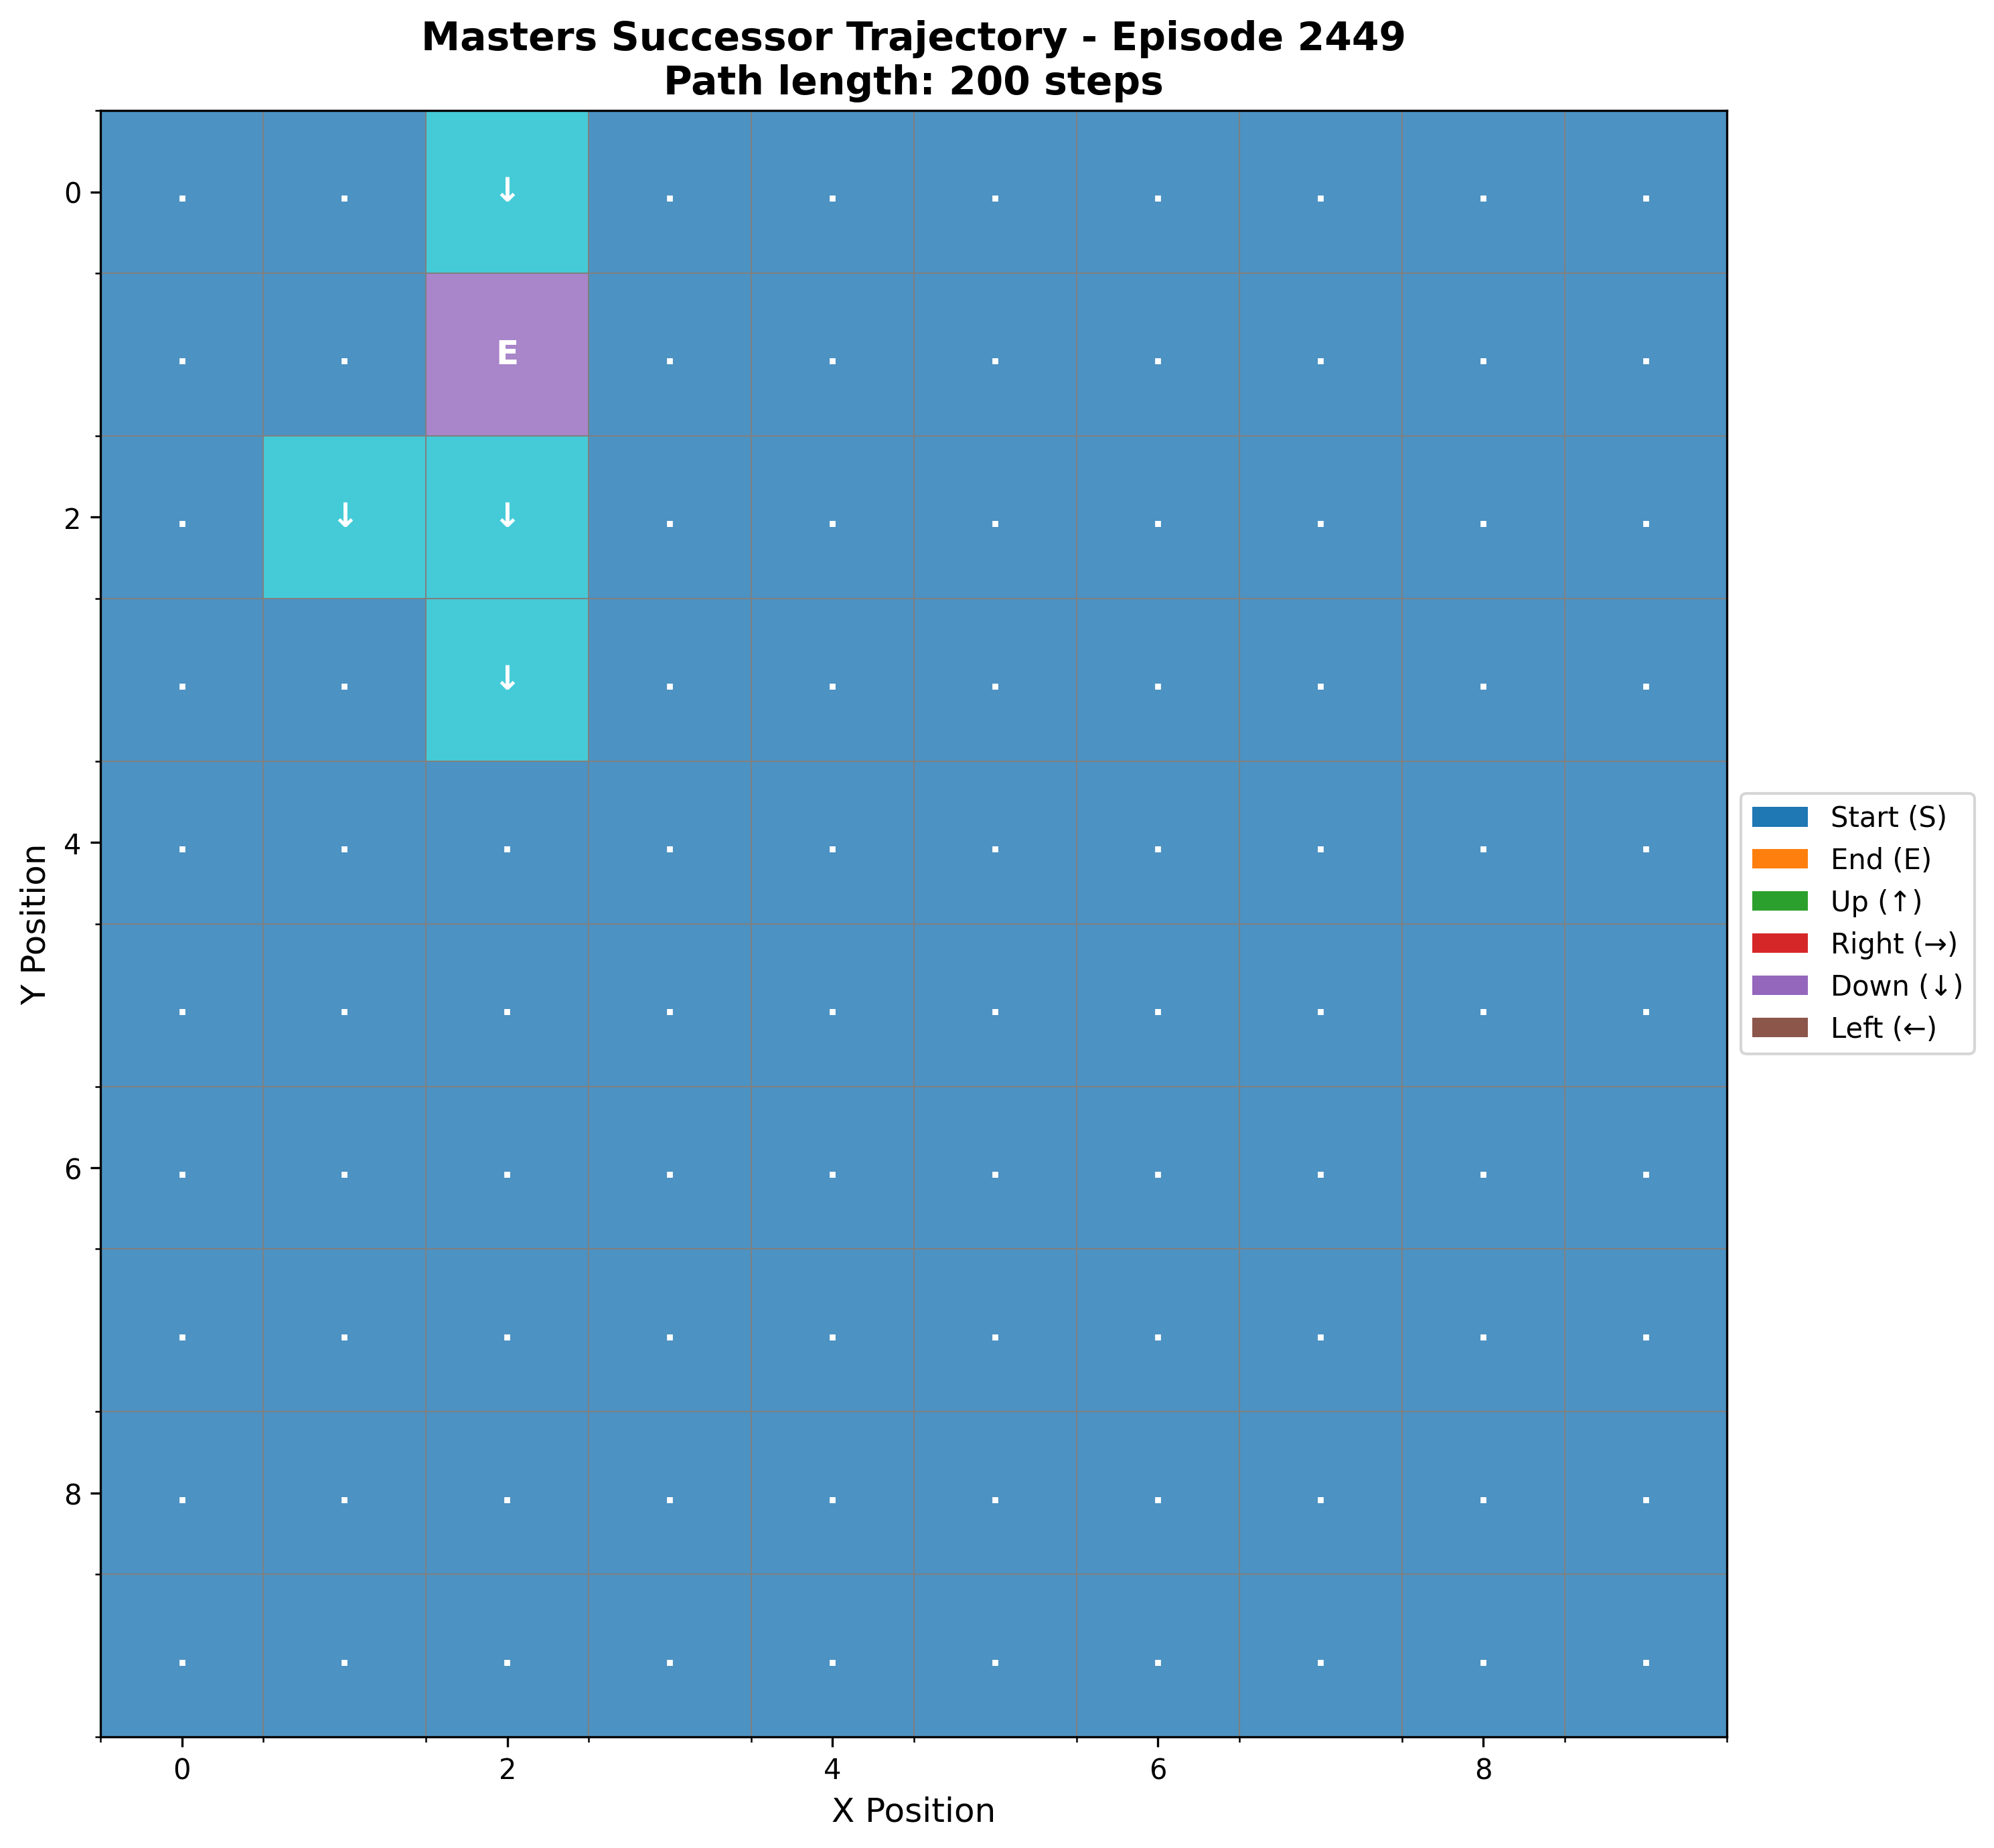 Masters Successor Trajectory - Episode 2449
Path length: 200 steps
0
. . ↓ . . . . . . .
. . E . . . . . . .
2
. ↓ ↓ . . . . . . .
. . ↓ . . . . . . .
4
. . . . . . . . . .
. . . . . . . . . .
6
. . . . . . . . . .
. . . . . . . . . .
8
. . . . . . . . . .
. . . . . . . . . .
Y Position
0 2 4 6 8
X Position
Start (S)
End (E)
Up (↑)
Right (→)
Down (↓)
Left (←)